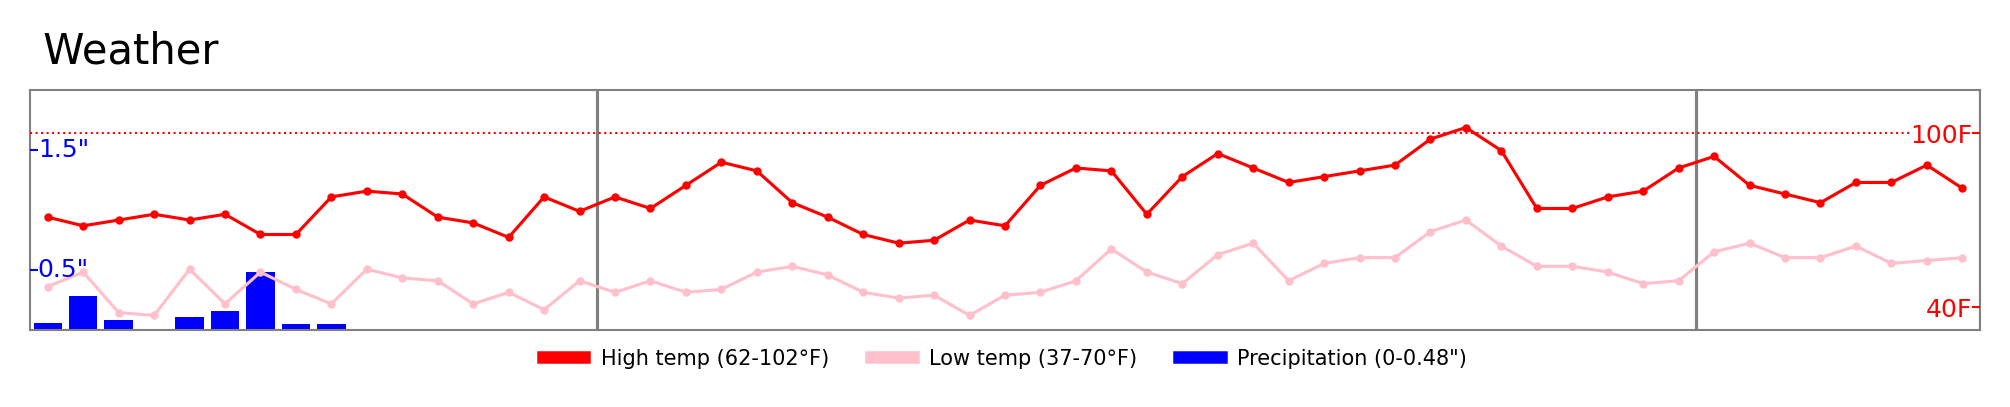 Weather
1.5"
100F
0.5"
40F
High temp (62-102°F) Low temp (37-70°F) Precipitation (0-0.48")